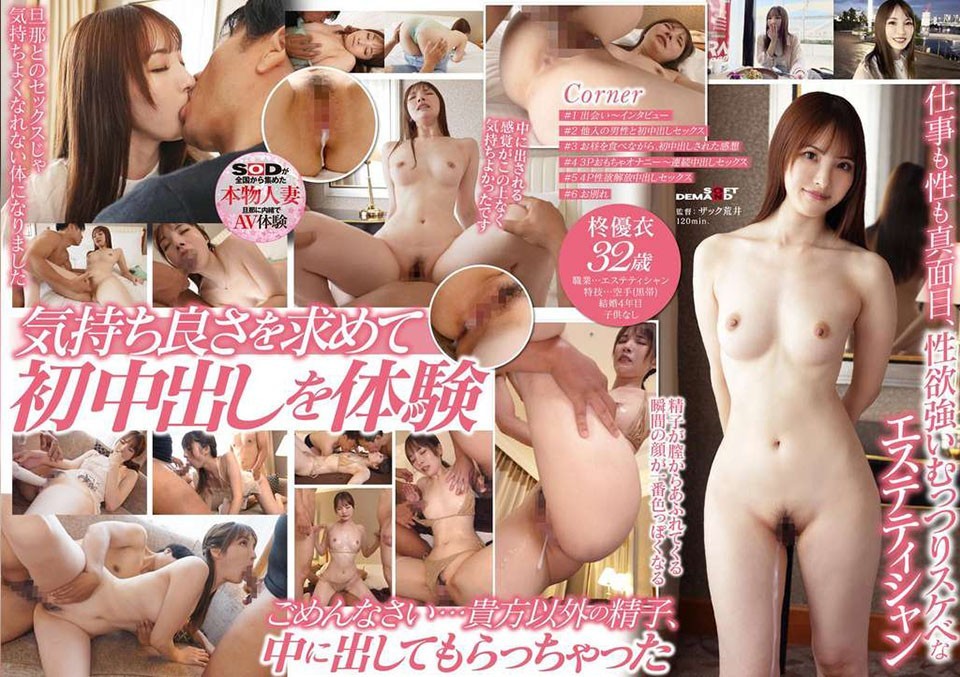 旦那とのセックスじゃ
気持ちよくなれない体になりました
SODが
全国から集めた
本物人妻
旦那に内緒で
AV体験
中に出される
感覚がこの上なく
気持ちよかったです
Corner
#1 出会い～インタビュー
#2 他人の男性と初中出しセックス
#3 お昼を食べながら、初中出しされた感想
#4 3Pおもちゃオナニー～連続中出しセックス
#5 4P性欲解放中出しセックス
#6 お別れ
柊優衣
32歳
職業…エステティシャン
特技…空手(黒帯)
結婚4年目
子供なし
SOFT
DEMAND
監督：ザック荒井
120min.
仕事も性も真面目、性欲強いむっつりスケベな
エステティシャン
気持ち良さを求めて
初中出しを体験
精子が膣からあふれてくる
瞬間の顔が一番色っぽくなる
ごめんなさい…貴方以外の精子、
中に出してもらっちゃった